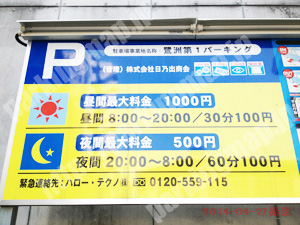 P
駐車場事業地名称：鷺洲第1パーキング
（管理）株式会社日乃出商会
昼間最大料金 1000円
昼間 8:00～20:00／30分100円
夜間最大料金 500円
夜間 20:00～8:00／60分100円
緊急連絡先：ハロー・テクノ㈱ 0120-559-115